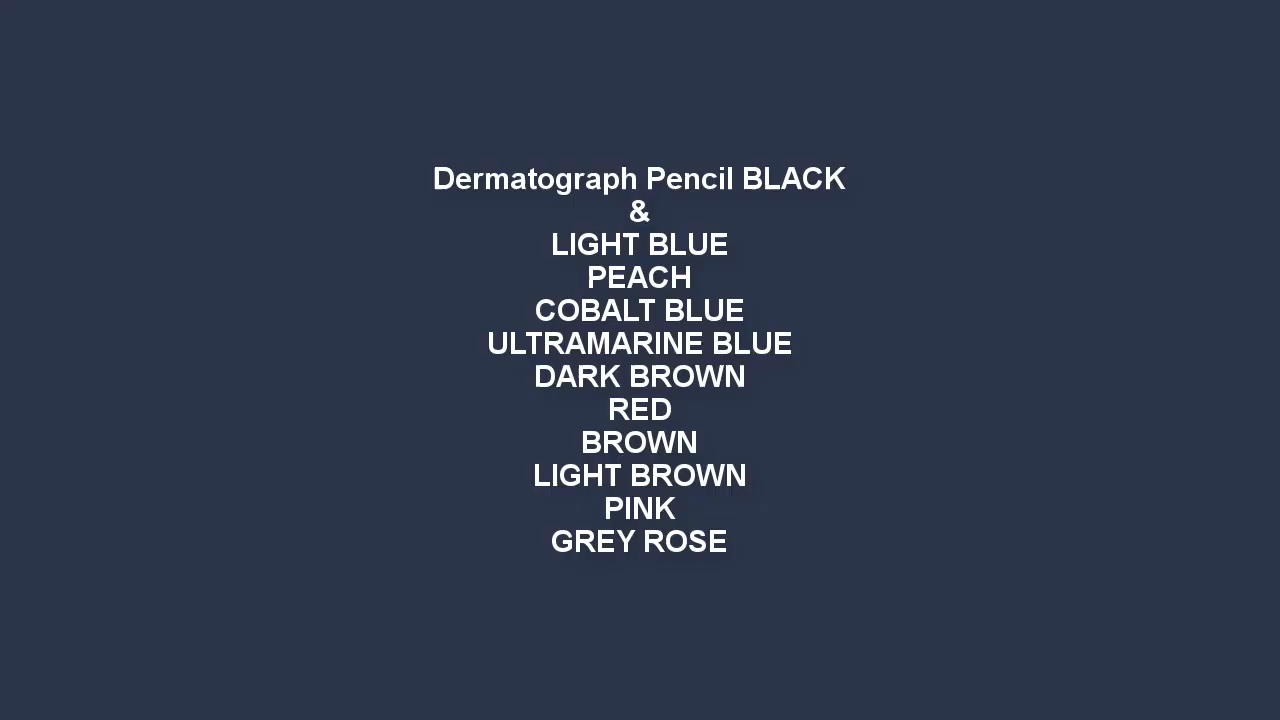 Dermatograph Pencil BLACK
&
LIGHT BLUE
PEACH
COBALT BLUE
ULTRAMARINE BLUE
DARK BROWN
RED
BROWN
LIGHT BROWN
PINK
GREY ROSE